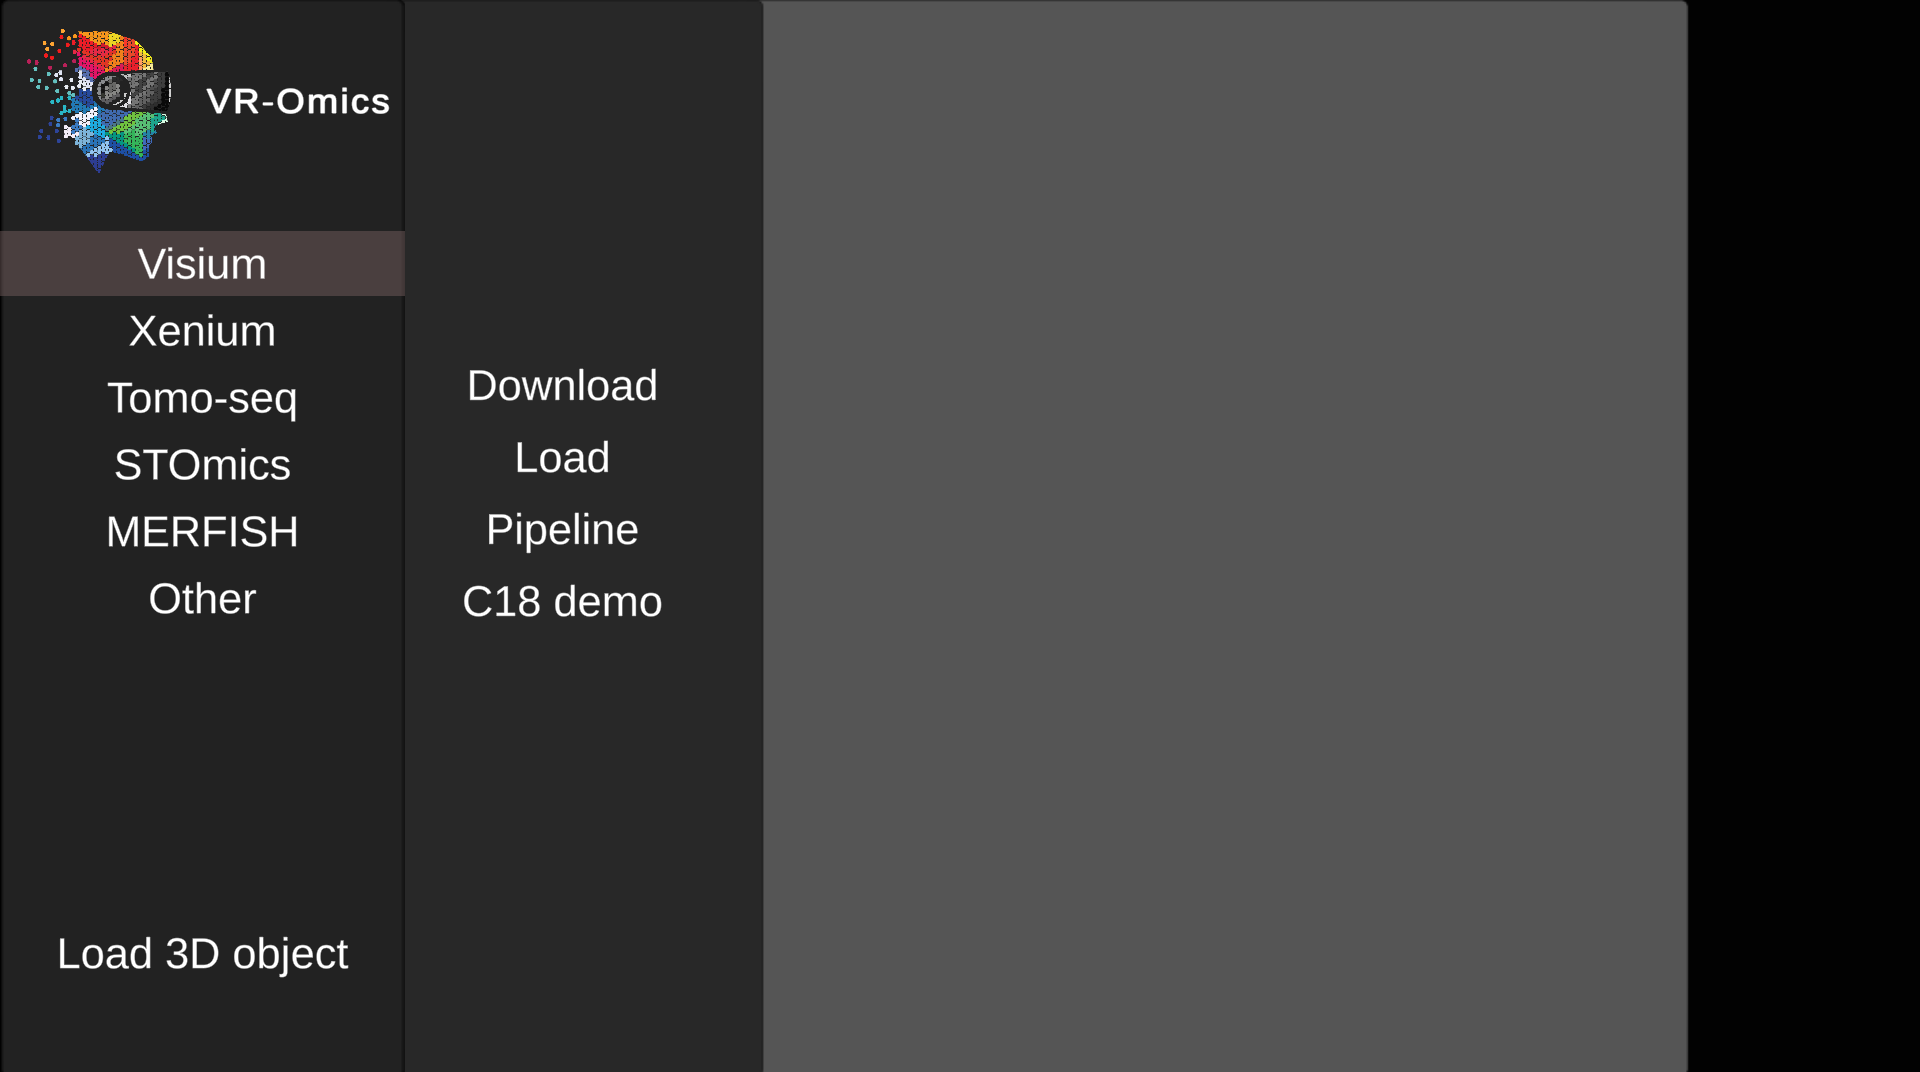 VR-Omics
Visium
Xenium
Tomo-seq
STOmics
MERFISH
Other
Load 3D object
Download
Load
Pipeline
C18 demo